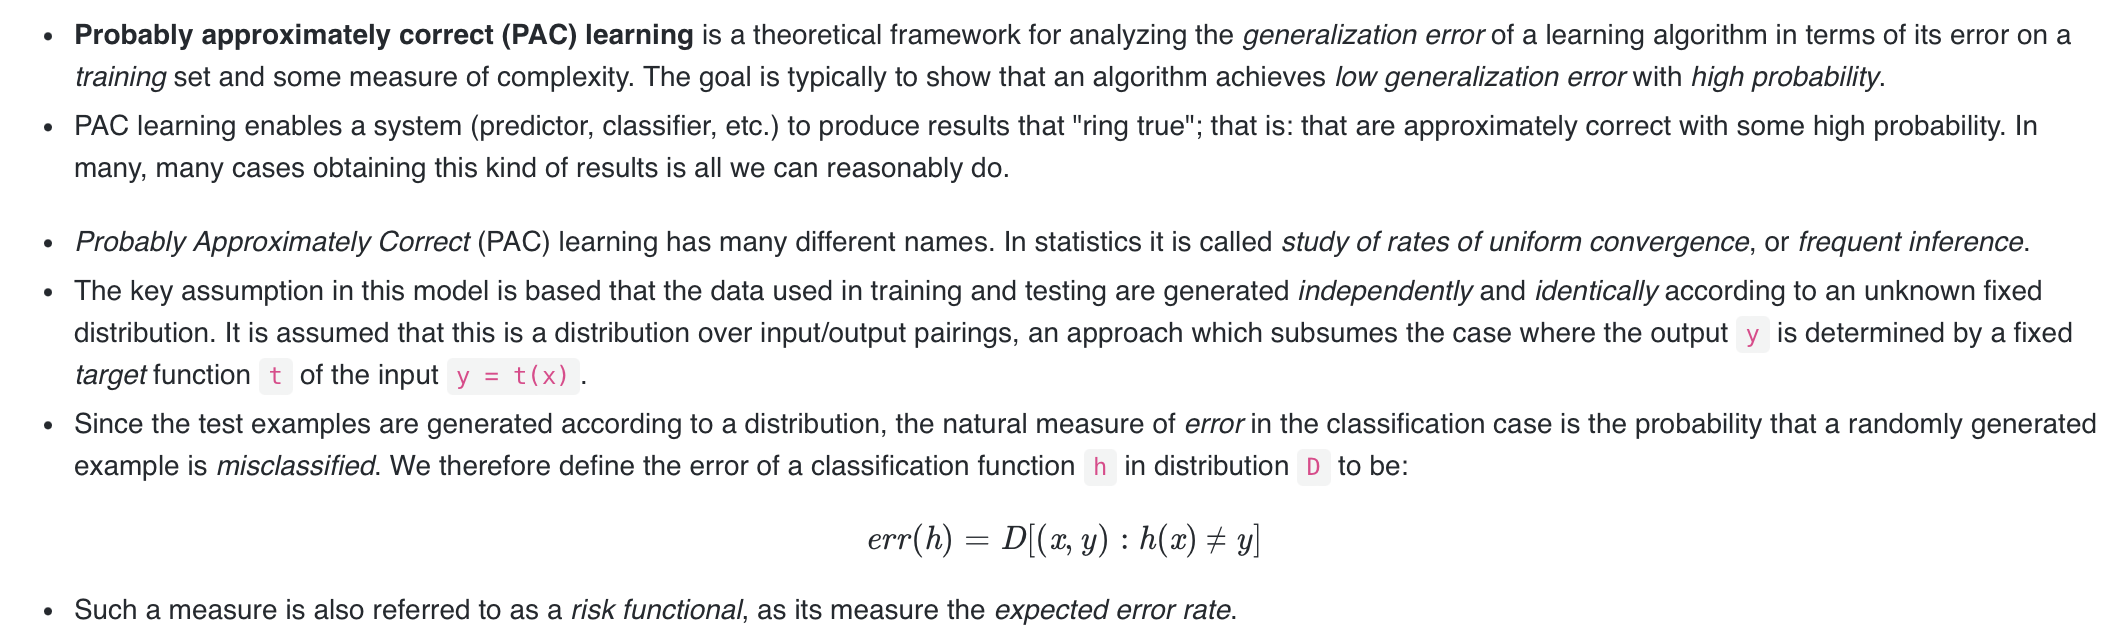 • Probably approximately correct (PAC) learning is a theoretical framework for analyzing the generalization error of a learning algorithm in terms of its error on a
training set and some measure of complexity. The goal is typically to show that an algorithm achieves low generalization error with high probability.
• PAC learning enables a system (predictor, classifier, etc.) to produce results that "ring true"; that is: that are approximately correct with some high probability. In
many, many cases obtaining this kind of results is all we can reasonably do.
• Probably Approximately Correct (PAC) learning has many different names. In statistics it is called study of rates of uniform convergence, or frequent inference.
• The key assumption in this model is based that the data used in training and testing are generated independently and identically according to an unknown fixed
distribution. It is assumed that this is a distribution over input/output pairings, an approach which subsumes the case where the output y is determined by a fixed
target function t of the input y = t(x) .
• Since the test examples are generated according to a distribution, the natural measure of error in the classification case is the probability that a randomly generated
example is misclassified. We therefore define the error of a classification function h in distribution D to be:
err(h) = D[(x, y) : h(x) ≠ y]
• Such a measure is also referred to as a risk functional, as its measure the expected error rate.